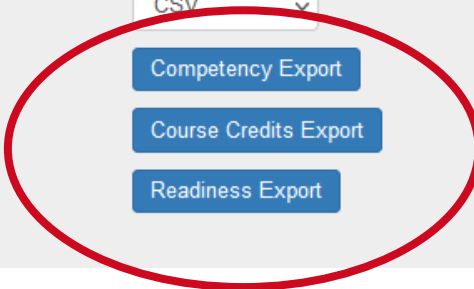 CSV
Competency Export
Course Credits Export
Readiness Export